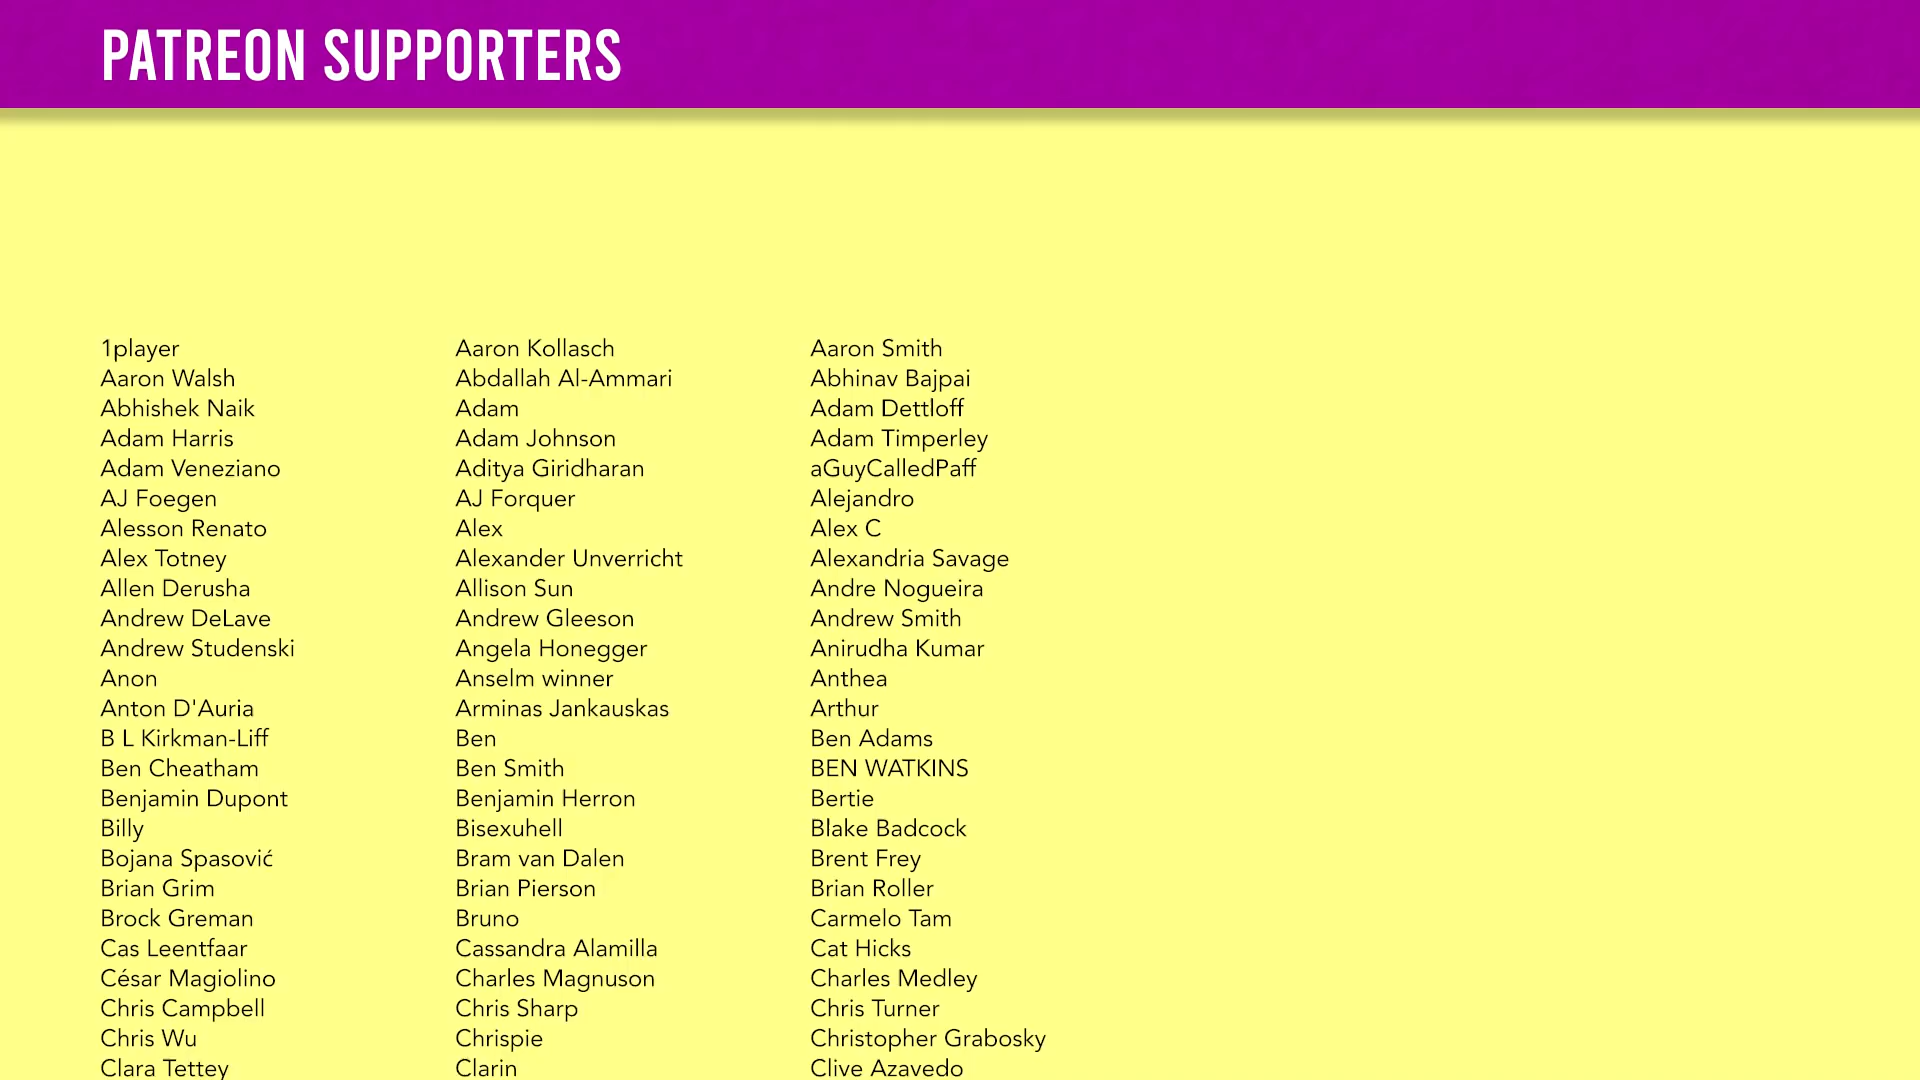 PATREON SUPPORTERS
1player Aaron Kollasch Aaron Smith
Aaron Walsh Abdallah Al-Ammari Abhinav Bajpai
Abhishek Naik Adam Adam Dettloff
Adam Harris Adam Johnson Adam Timperley
Adam Veneziano Aditya Giridharan aGuyCalledPaff
AJ Foegen AJ Forquer Alejandro
Alesson Renato Alex Alex C
Alex Totney Alexander Unverricht Alexandria Savage
Allen Derusha Allison Sun Andre Nogueira
Andrew DeLave Andrew Gleeson Andrew Smith
Andrew Studenski Angela Honegger Anirudha Kumar
Anon Anselm winner Anthea
Anton D'Auria Arminas Jankauskas Arthur
B L Kirkman-Liff Ben Ben Adams
Ben Cheatham Ben Smith BEN WATKINS
Benjamin Dupont Benjamin Herron Bertie
Billy Bisexuhell Blake Badcock
Bojana Spasović Bram van Dalen Brent Frey
Brian Grim Brian Pierson Brian Roller
Brock Greman Bruno Carmelo Tam
Cas Leentfaar Cassandra Alamilla Cat Hicks
César Magiolino Charles Magnuson Charles Medley
Chris Campbell Chris Sharp Chris Turner
Chris Wu Chrispie Christopher Grabosky
Clara Tettey Clarin Clive Azavedo